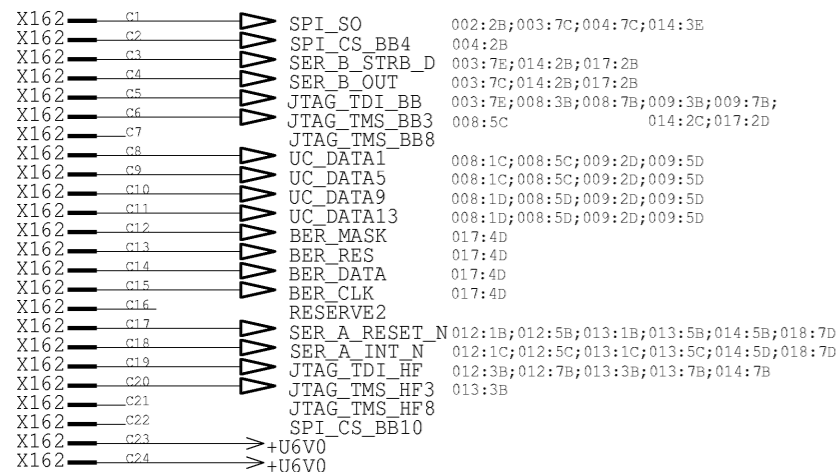 X162 C1 SPI_SO 002:2B;003:7C;004:7C;014:3E
X162 C2 SPI_CS_BB4 004:2B
X162 C3 SER_B_STRB_D 003:7E;014:2B;017:2B
X162 C4 SER_B_OUT 003:7C;014:2B;017:2B
X162 C5 JTAG_TDI_BB 003:7E;008:3B;008:7B;009:3B;009:7B;
X162 C6 JTAG_TMS_BB3 008:5C 014:2C;017:2D
X162 C7 JTAG_TMS_BB8
X162 C8 UC_DATA1 008:1C;008:5C;009:2D;009:5D
X162 C9 UC_DATA5 008:1C;008:5C;009:2D;009:5D
X162 C10 UC_DATA9 008:1D;008:5D;009:2D;009:5D
X162 C11 UC_DATA13 008:1D;008:5D;009:2D;009:5D
X162 C12 BER_MASK 017:4D
X162 C13 BER_RES 017:4D
X162 C14 BER_DATA 017:4D
X162 C15 BER_CLK 017:4D
X162 C16 RESERVE2
X162 C17 SER_A_RESET_N 012:1B;012:5B;013:1B;013:5B;014:5B;018:7D
X162 C18 SER_A_INT_N 012:1C;012:5C;013:1C;013:5C;014:5D;018:7D
X162 C19 JTAG_TDI_HF 012:3B;012:7B;013:3B;013:7B;014:7B
X162 C20 JTAG_TMS_HF3 013:3B
X162 C21 JTAG_TMS_HF8
X162 C22 SPI_CS_BB10
X162 C23 +U6V0
X162 C24 +U6V0